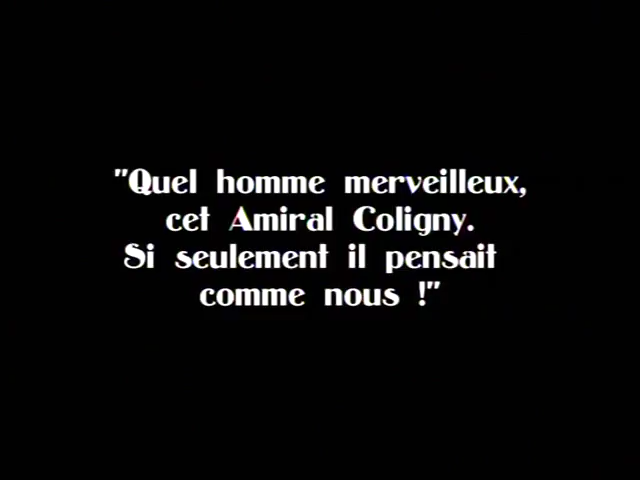 "Quel homme merveilleux,
cet Amiral Coligny.
Si seulement il pensait
comme nous !"